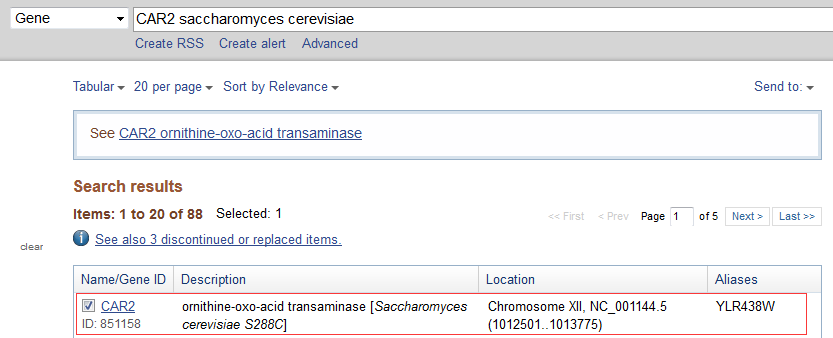 Gene CAR2 saccharomyces cerevisiae
Create RSS Create alert Advanced
Tabular 20 per page Sort by Relevance Send to:
See CAR2 ornithine-oxo-acid transaminase
Search results
Items: 1 to 20 of 88 Selected: 1
<< First < Prev Page 1 of 5 Next > Last >>
See also 3 discontinued or replaced items.
clear
Name/Gene ID Description Location Aliases
CAR2 ornithine-oxo-acid transaminase [Saccharomyces Chromosome XII, NC_001144.5 YLR438W
ID: 851158 cerevisiae S288C] (1012501..1013775)